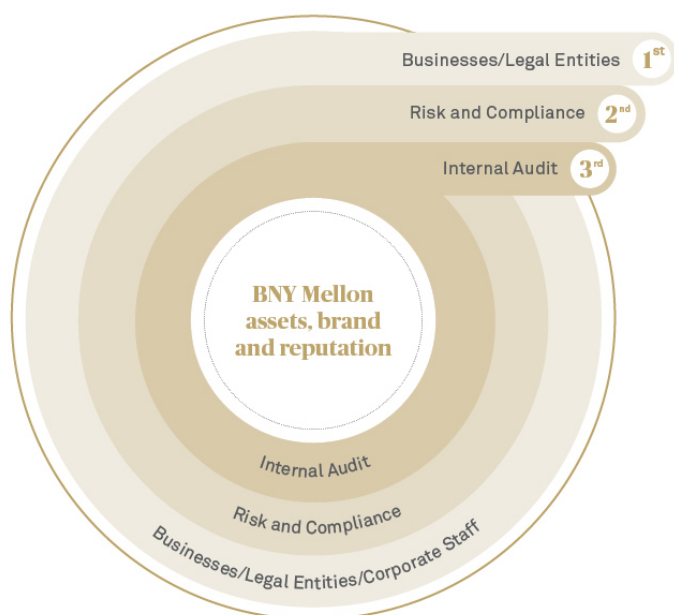 Businesses/Legal Entities 1st
Risk and Compliance 2nd
Internal Audit 3rd
BNY Mellon
assets, brand
and reputation
Internal Audit
Risk and Compliance
Businesses/Legal Entities/Corporate Staff